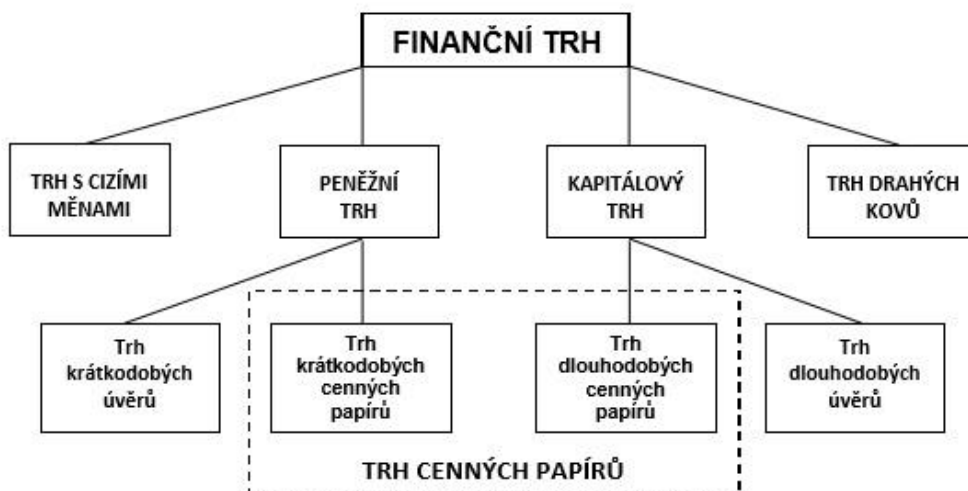 FINANČNÍ TRH
TRH S CIZÍMI
MĚNAMI
PENĚŽNÍ
TRH
KAPITÁLOVÝ
TRH
TRH DRAHÝCH
KOVŮ
Trh
krátkodobých
úvěrů
Trh
krátkodobých
cenných
papírů
Trh
dlouhodobých
cenných
papírů
Trh
dlouhodobých
úvěrů
TRH CENNÝCH PAPÍRŮ